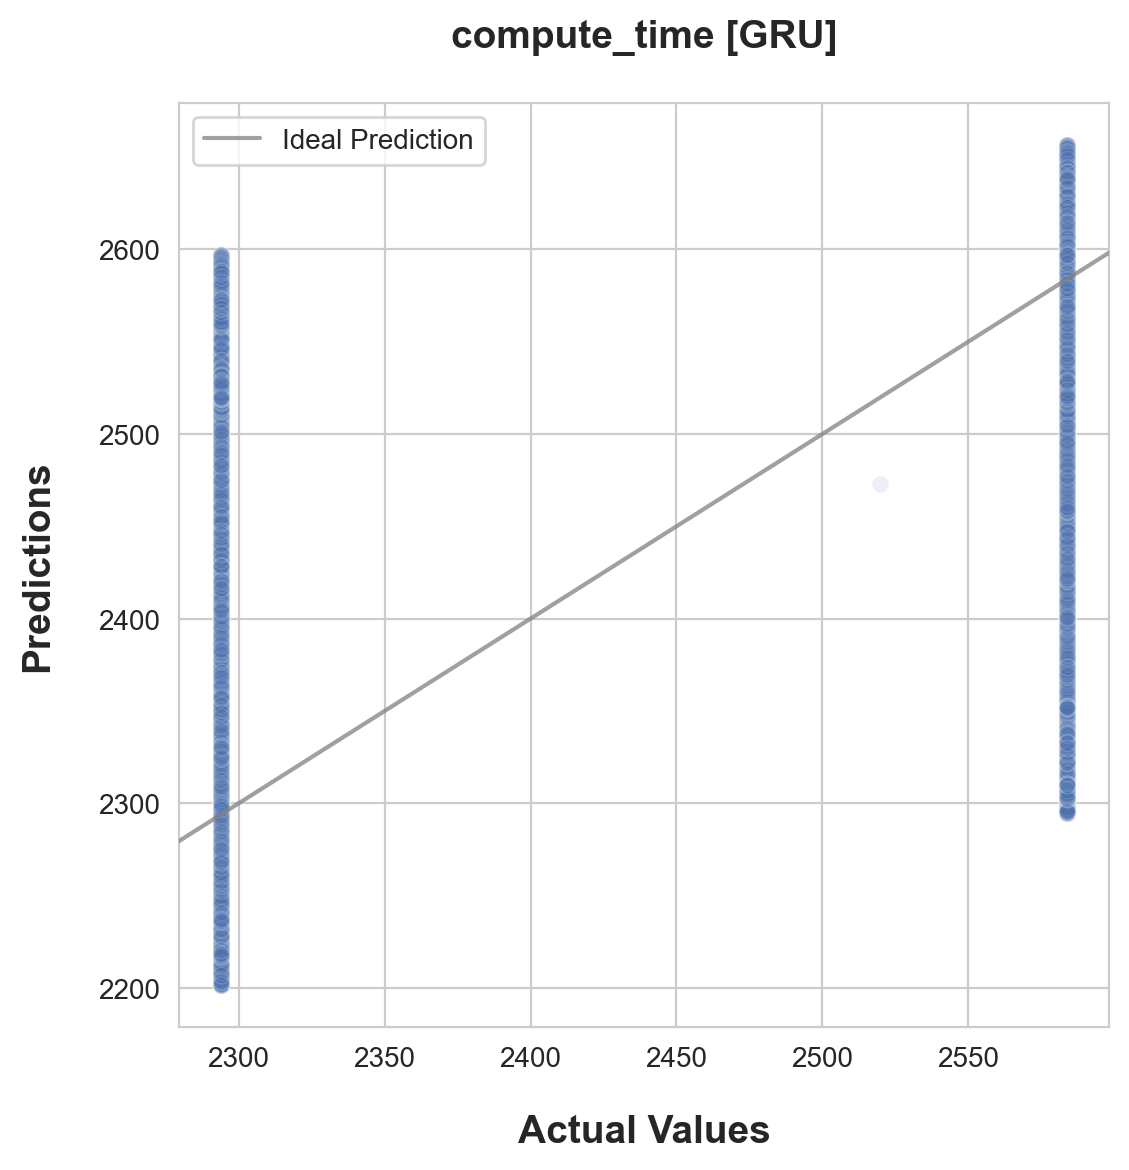 compute_time [GRU]
Ideal Prediction
Predictions
2600
2500
2400
2300
2200
2300 2350 2400 2450 2500 2550
Actual Values